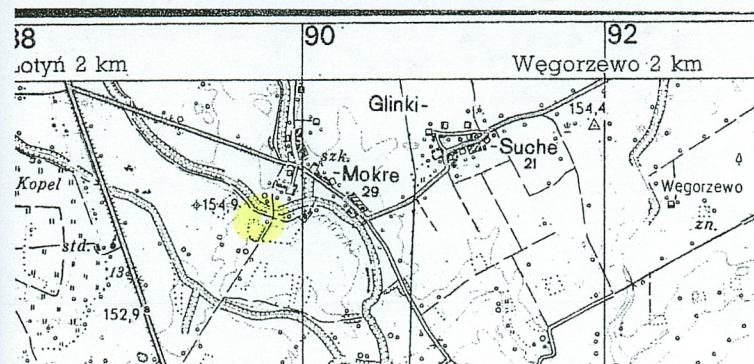 90
92
Węgorzewo 2 km
Glinki-
154,4
szk.
-Suche
21
-Mokre
29
Kopel
154,9
Węgorzewo
zn.
152,9